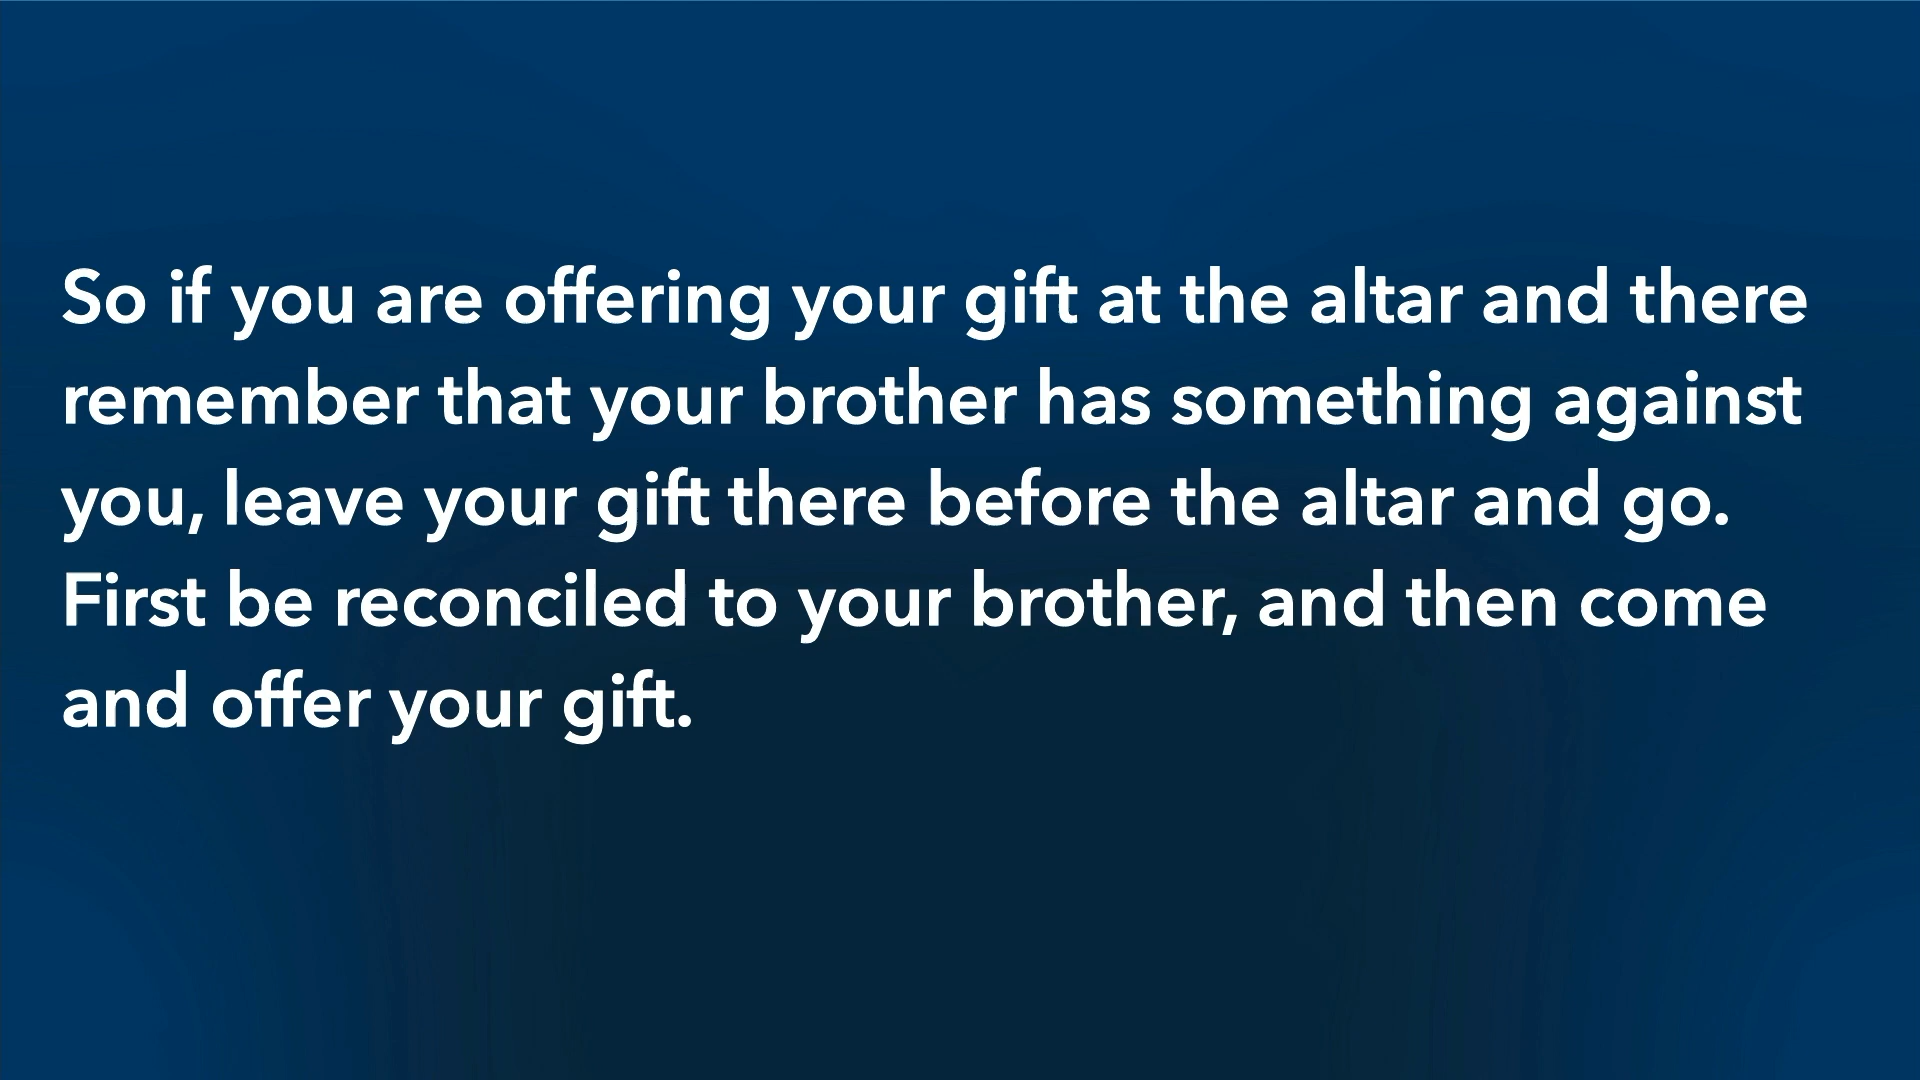 So if you are offering your gift at the altar and there
remember that your brother has something against
you, leave your gift there before the altar and go.
First be reconciled to your brother, and then come
and offer your gift.